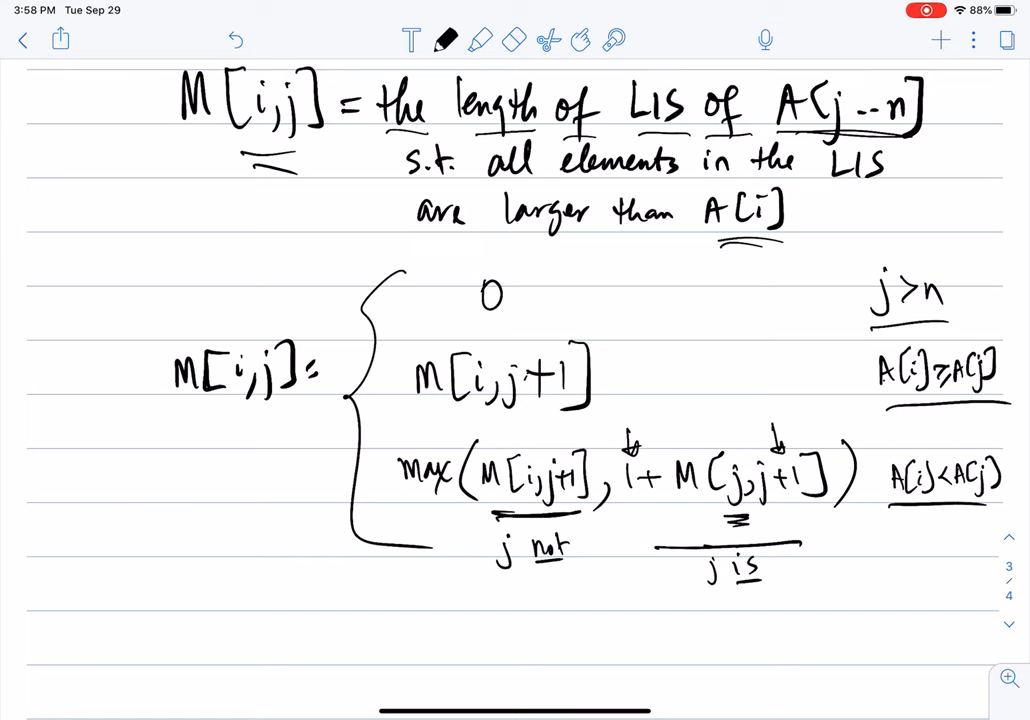 3:58 PM Tue Sep 29 88%
T
M[i,j] = the length of LIS of A[j--n]
s.t. all elements in the LIS
are larger than A[i]
0 j>n
M[i,j]= M[i,j+1] A[i]⩾A[j]
max(M[i,j+1], 1+ M[j,j+1]) A[i]<A[j]
j not j is
3
/
4